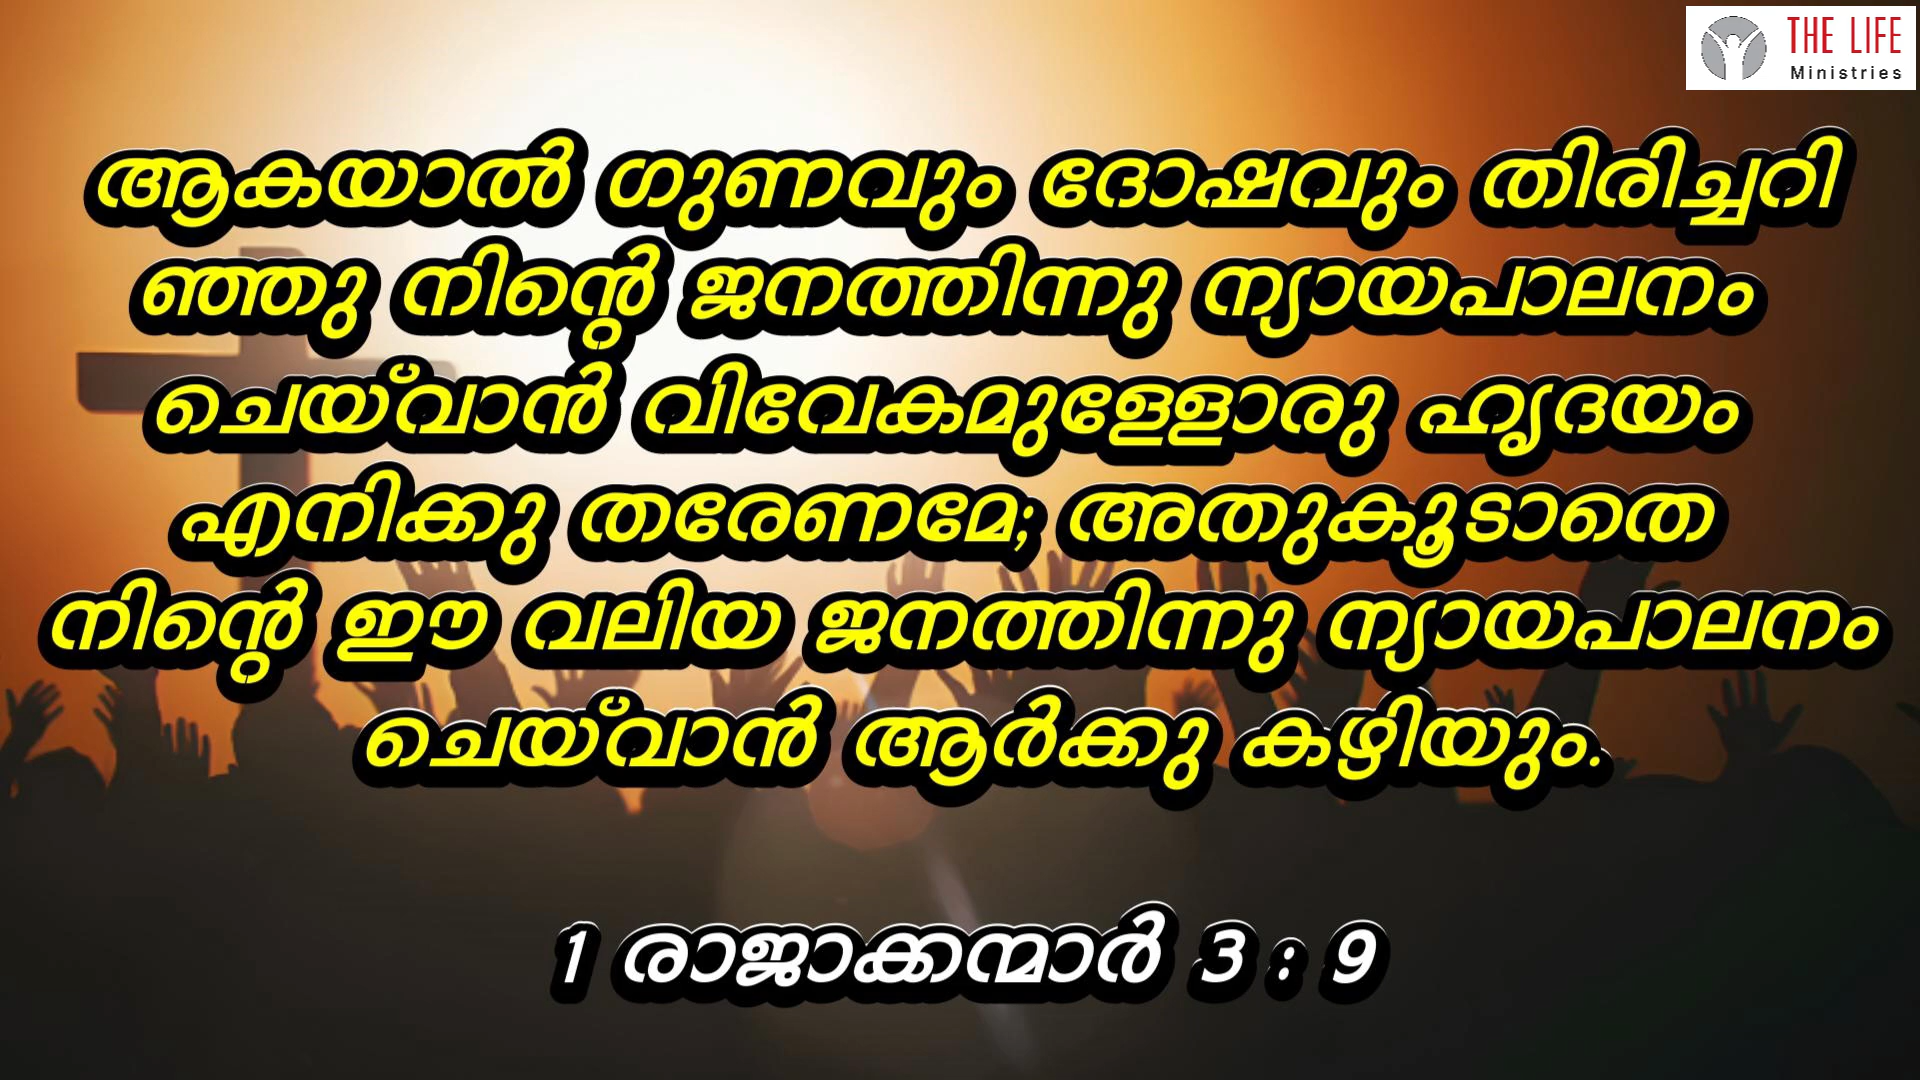 THE LIFE
Ministries
ആകയാൽ ഗുണവും ദോഷവും തിരിച്ചറി
ഞ്ഞു നിന്റെ ജനത്തിന്നു ന്യായപാലനം
ചെയ്‌വാൻ വിവേകമുള്ളോരു ഹൃദയം
എനിക്കു തരേണമേ; അതുകൂടാതെ
നിന്റെ ഈ വലിയ ജനത്തിന്നു ന്യായപാലനം
ചെയ്‌വാൻ ആർക്കു കഴിയും.
1 രാജാക്കന്മാർ 3 : 9